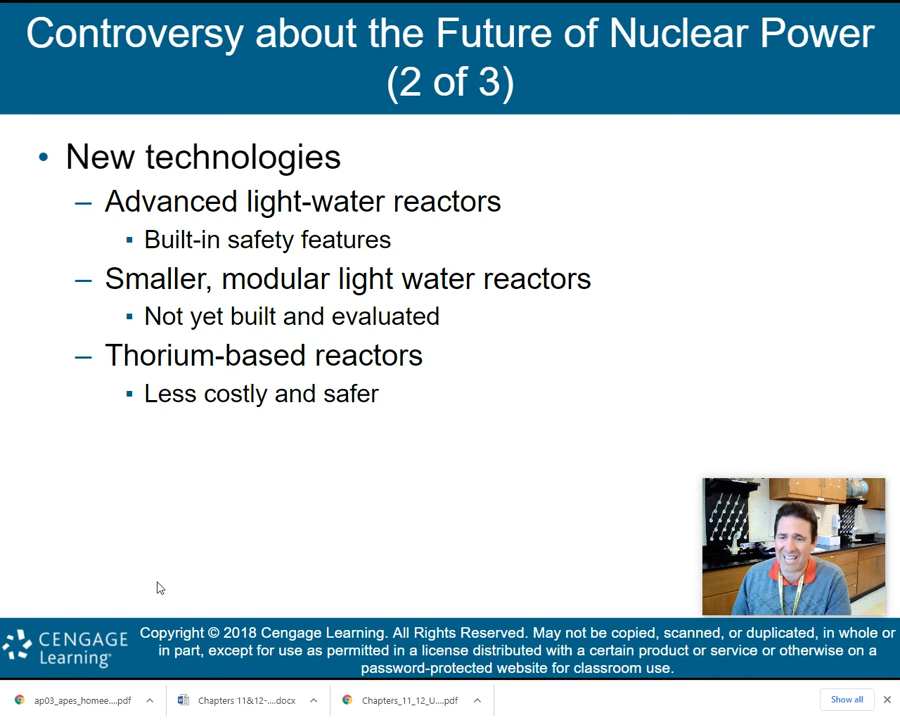 Controversy about the Future of Nuclear Power
(2 of 3)
• New technologies
– Advanced light-water reactors
▪ Built-in safety features
– Smaller, modular light water reactors
▪ Not yet built and evaluated
– Thorium-based reactors
▪ Less costly and safer
CENGAGE
Learning®
Copyright © 2018 Cengage Learning. All Rights Reserved. May not be copied, scanned, or duplicated, in whole or
in part, except for use as permitted in a license distributed with a certain product or service or otherwise on a
password-protected website for classroom use.
ap03_apes_homee....pdf
Chapters 11&12-....docx
Chapters_11_12_U....pdf
Show all